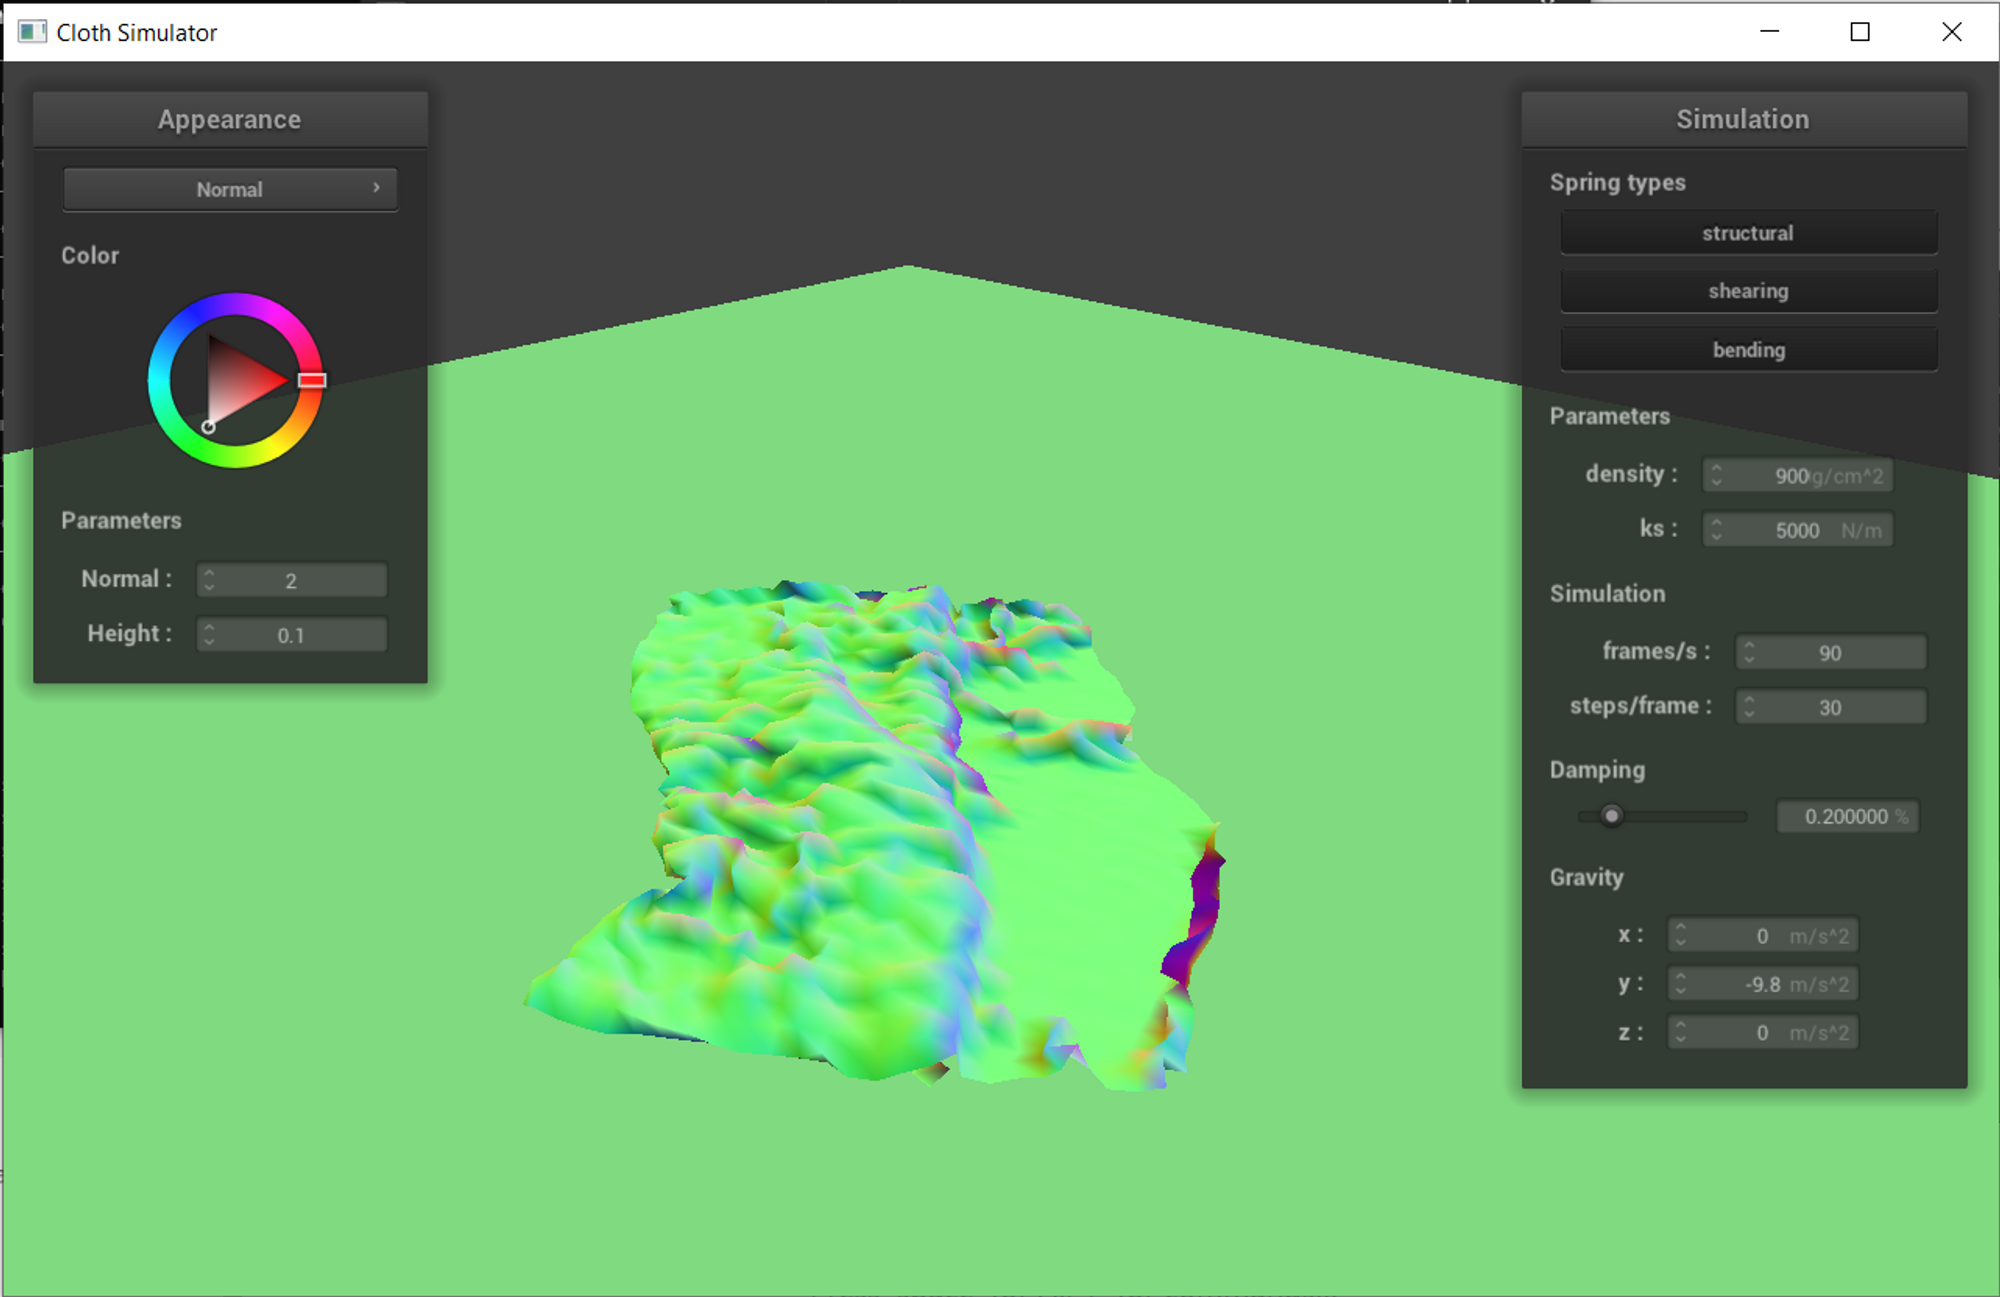 Cloth Simulator
Appearance
Normal
Color
Parameters
Normal : 2
Height : 0.1
Simulation
Spring types
structural
shearing
bending
Parameters
density : 900 g/cm^2
ks : 5000 N/m
Simulation
frames/s : 90
steps/frame : 30
Damping
0.200000 %
Gravity
x : 0 m/s^2
y : -9.8 m/s^2
z : 0 m/s^2